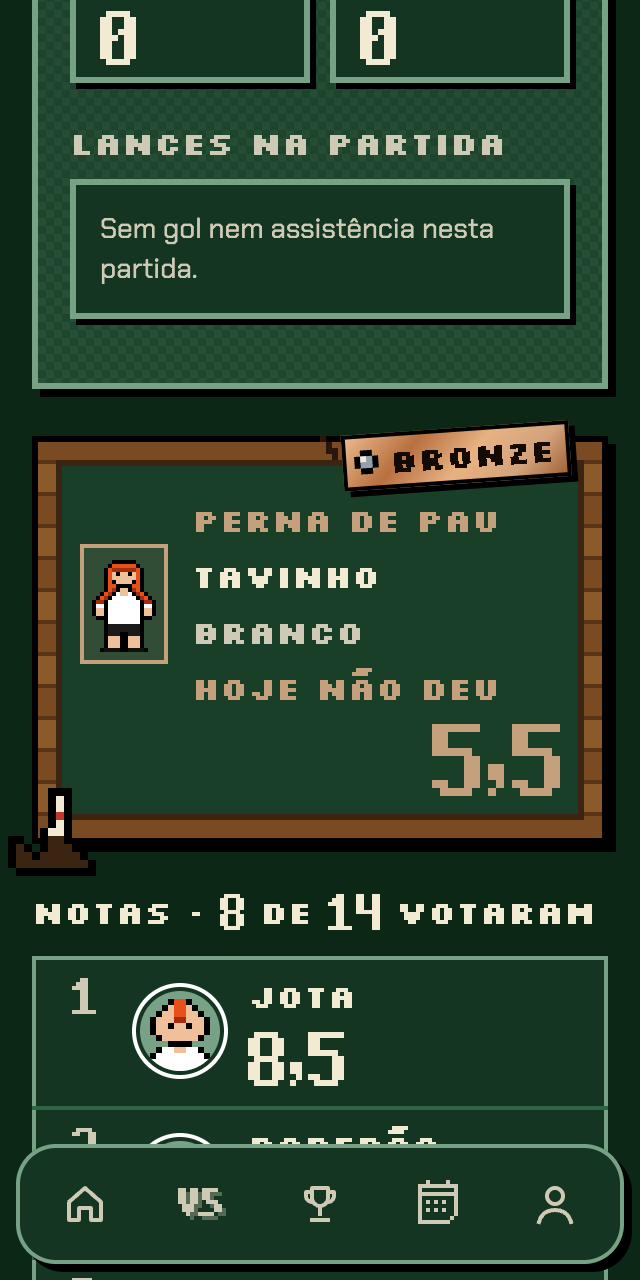 0 0
LANCES NA PARTIDA
Sem gol nem assistência nesta
partida.
BRONZE
PERNA DE PAU
TAVINHO
BRANCO
HOJE NÃO DEU
5,5
NOTAS - 8 DE 14 VOTARAM
1
JOTA
8,5
VS